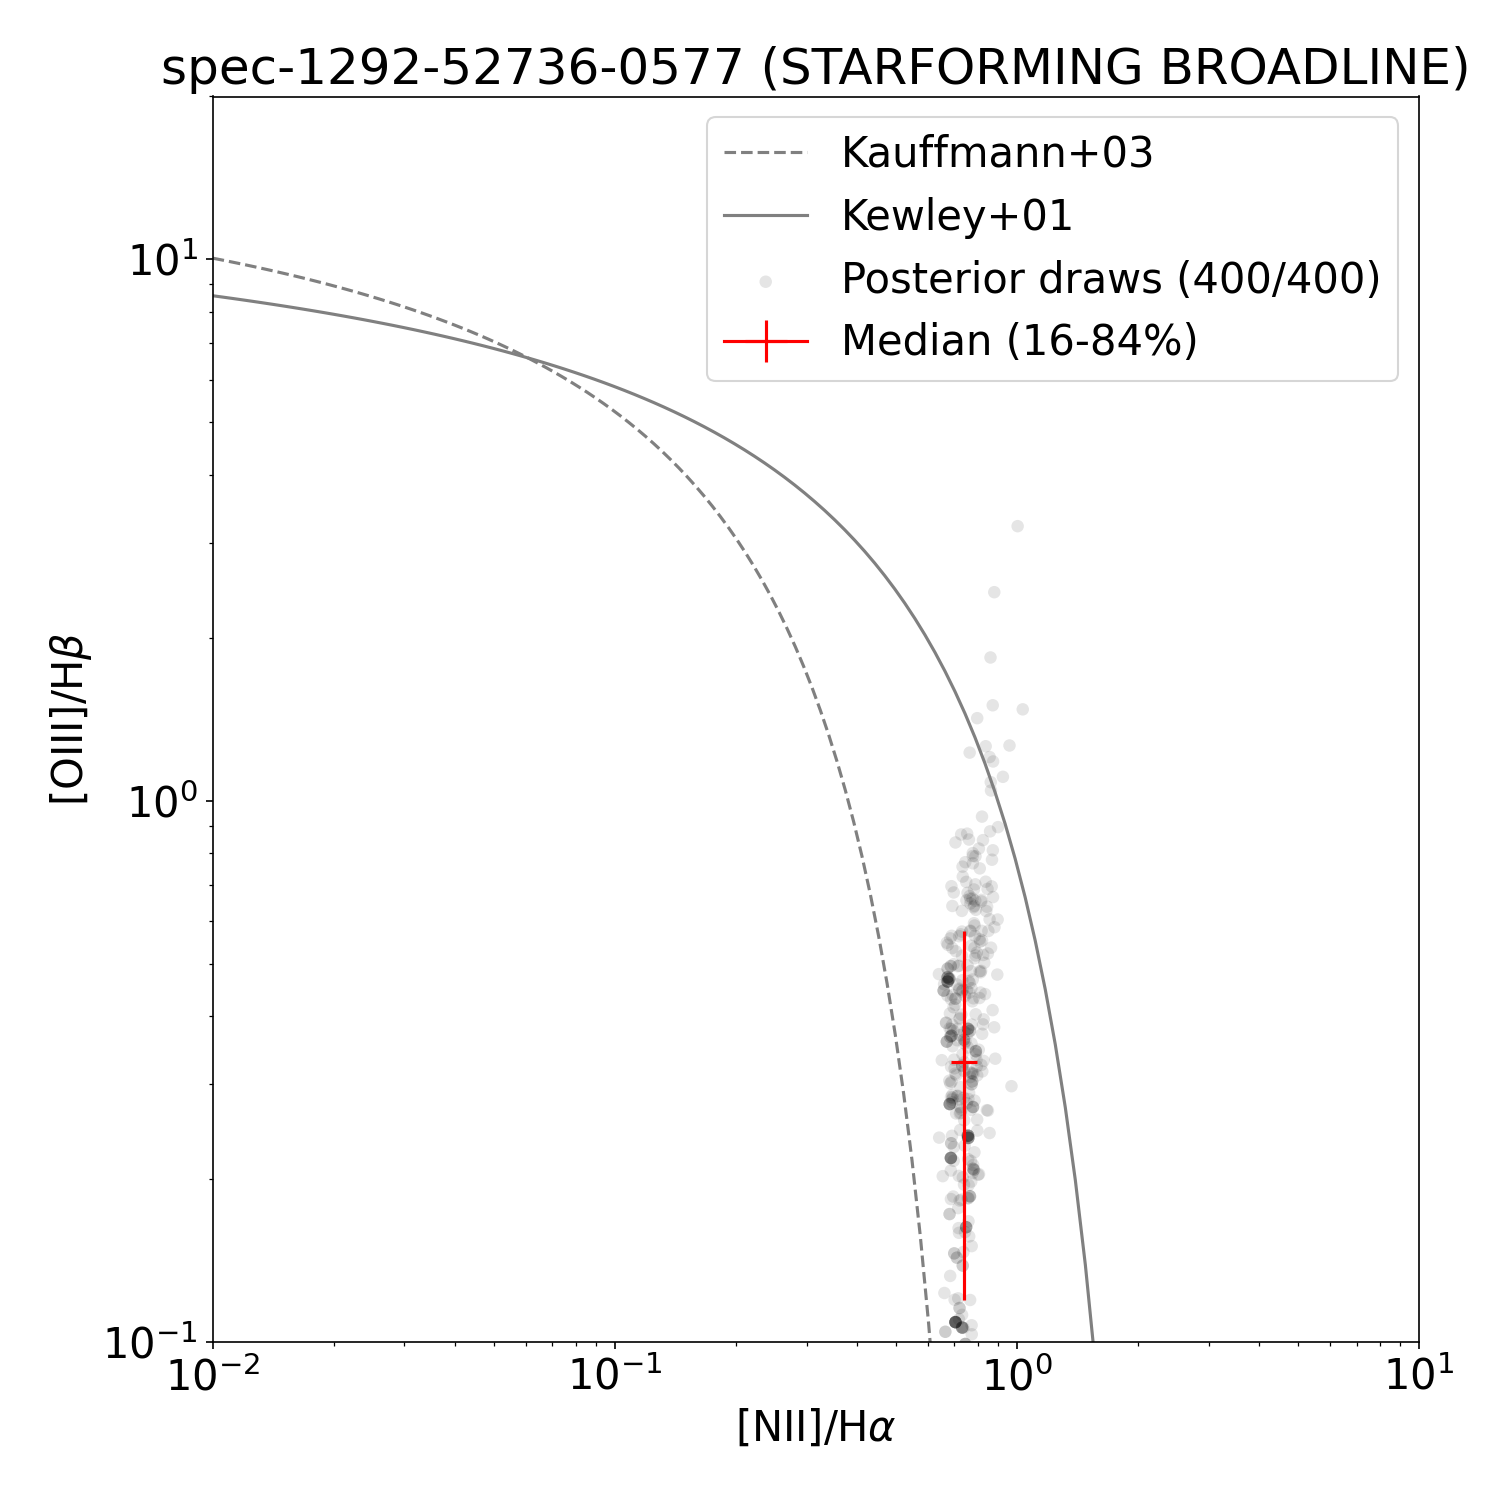 spec-1292-52736-0577 (STARFORMING BROADLINE)
Kauffmann+03
Kewley+01
Posterior draws (400/400)
Median (16-84%)
10¹
10⁰
10⁻¹
[OIII]/Hβ
10⁻²
10⁻¹
10⁰
10¹
[NII]/Hα